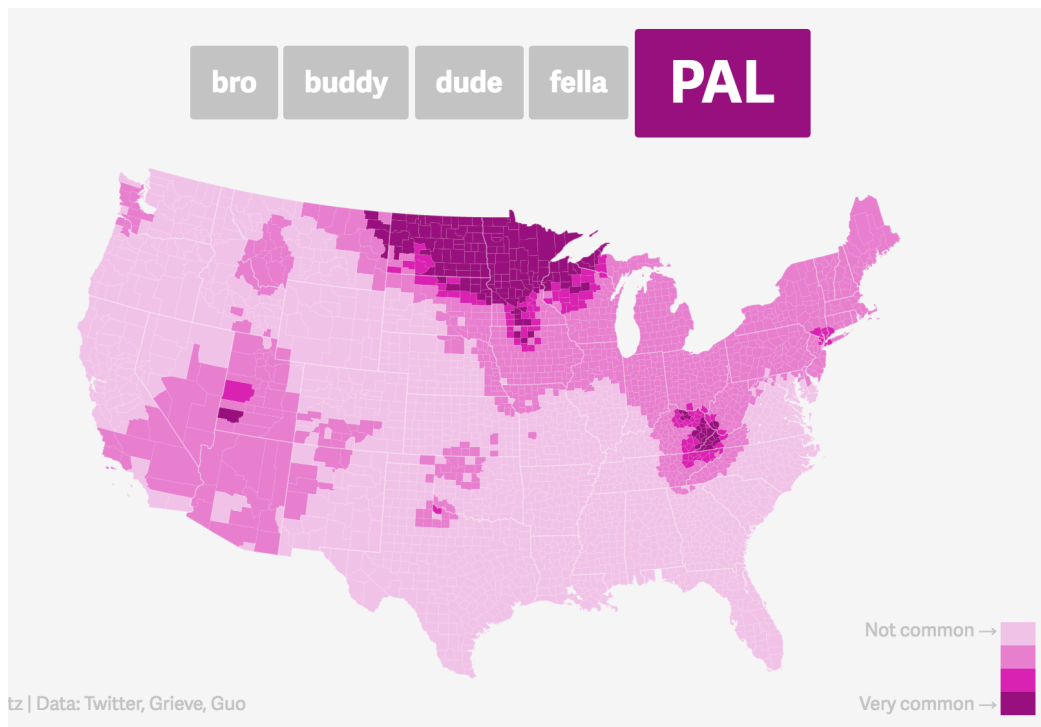 bro buddy dude fella PAL
Not common →
Very common →
tz | Data: Twitter, Grieve, Guo